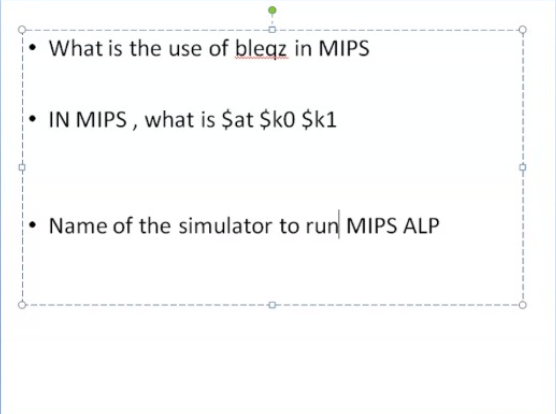 • What is the use of bleqz in MIPS
• IN MIPS , what is $at $k0 $k1
• Name of the simulator to run MIPS ALP